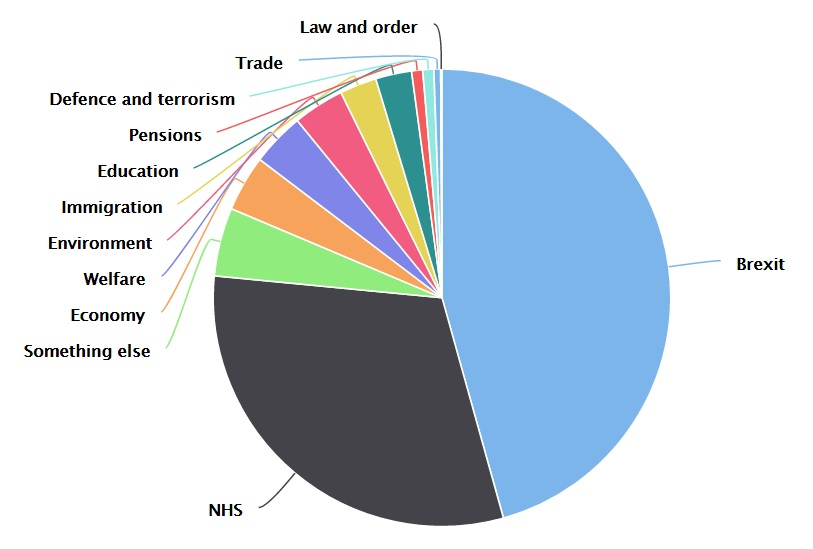 Law and order
Trade
Defence and terrorism
Pensions
Education
Immigration
Environment
Welfare
Economy
Something else
Brexit
NHS